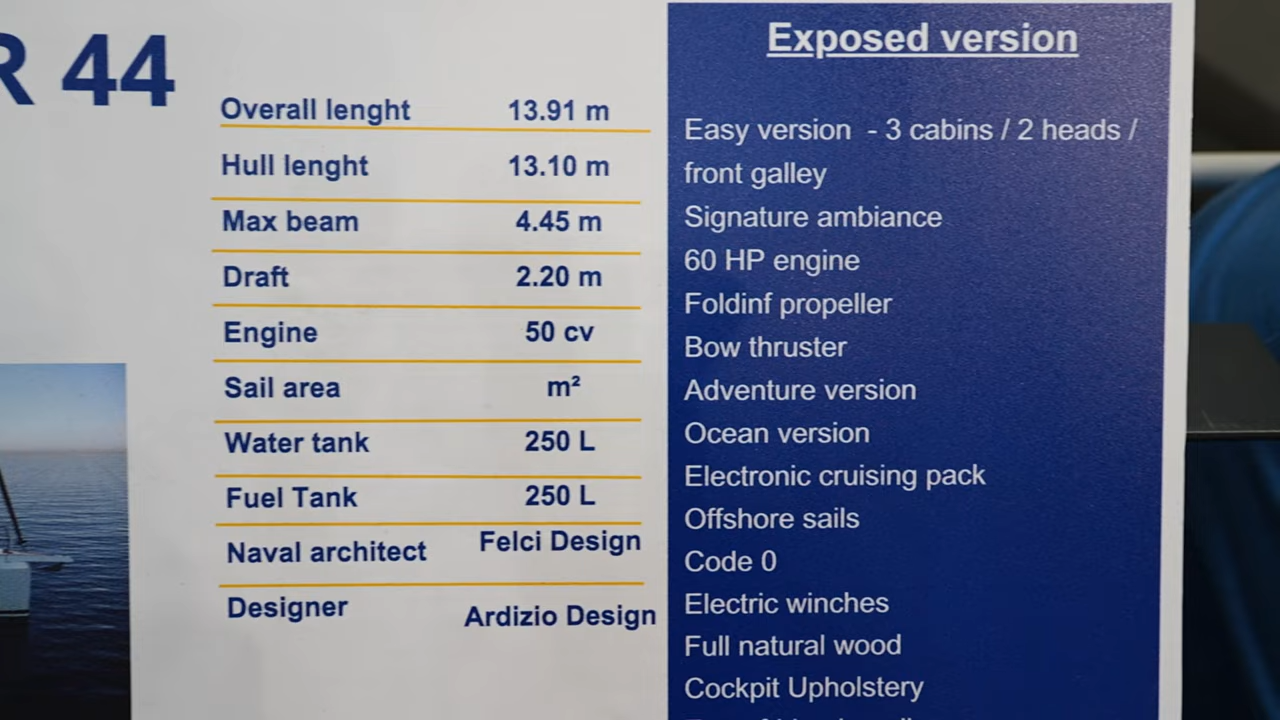 R 44
Overall lenght 13.91 m
Hull lenght 13.10 m
Max beam 4.45 m
Draft 2.20 m
Engine 50 cv
Sail area m²
Water tank 250 L
Fuel Tank 250 L
Naval architect Felci Design
Designer Ardizio Design
Exposed version
Easy version - 3 cabins / 2 heads /
front galley
Signature ambiance
60 HP engine
Foldinf propeller
Bow thruster
Adventure version
Ocean version
Electronic cruising pack
Offshore sails
Code 0
Electric winches
Full natural wood
Cockpit Upholstery